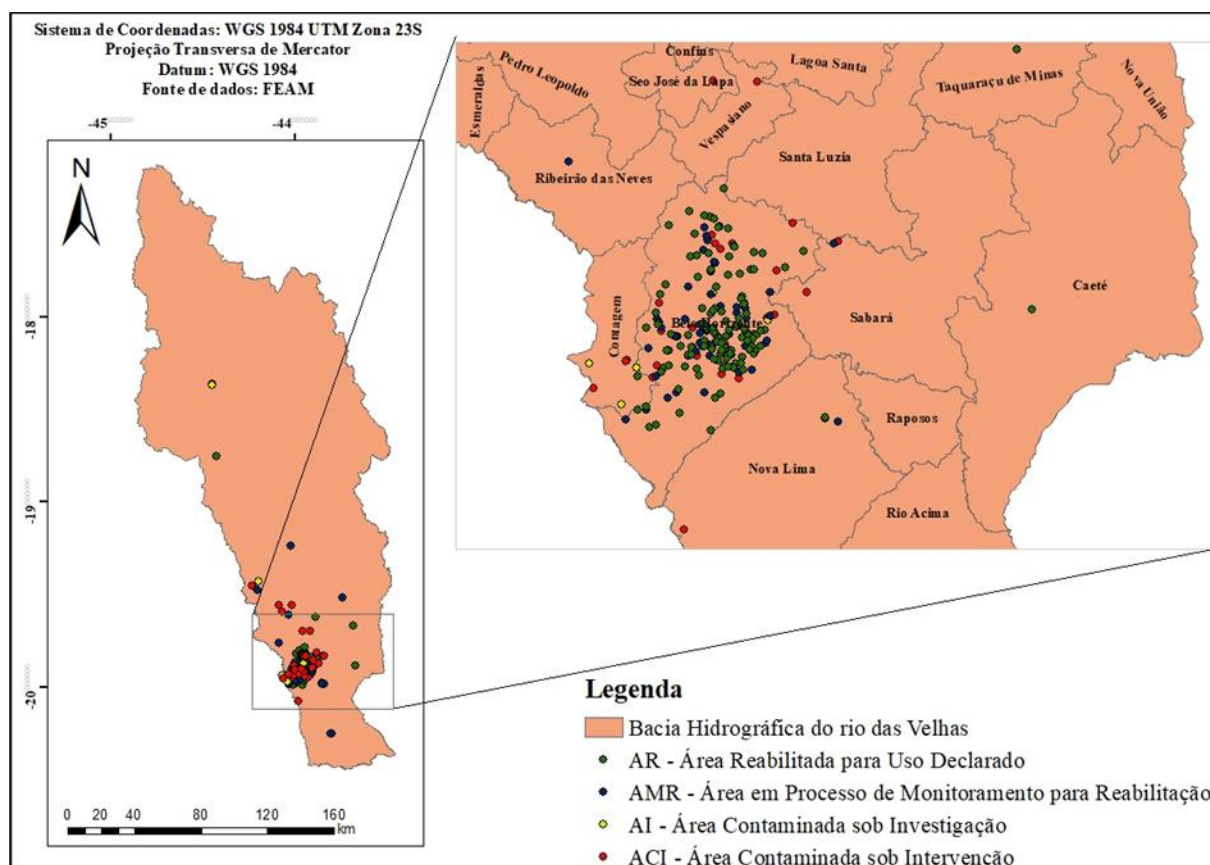 Sistema de Coordenadas: WGS 1984 UTM Zona 23S
Projeção Transversa de Mercator
Datum: WGS 1984
Fonte de dados: FEAM
-45
-44
N
-18
-19
-20
0 20 40 80 120 160
km
Confins
Pedro Leopoldo
Seo José da Lapa
Lagoa Santa
Esmeraldas
Taquaraçu de Minas
Nova União
Vespasiano
Santa Luzia
Ribeirão das Neves
Caeté
Contagem
Belo Horizonte
Sabará
Raposos
Nova Lima
Rio Acima
Legenda
Bacia Hidrográfica do rio das Velhas
AR - Área Reabilitada para Uso Declarado
AMR - Área em Processo de Monitoramento para Reabilitação
AI - Área Contaminada sob Investigação
ACI - Área Contaminada sob Intervenção